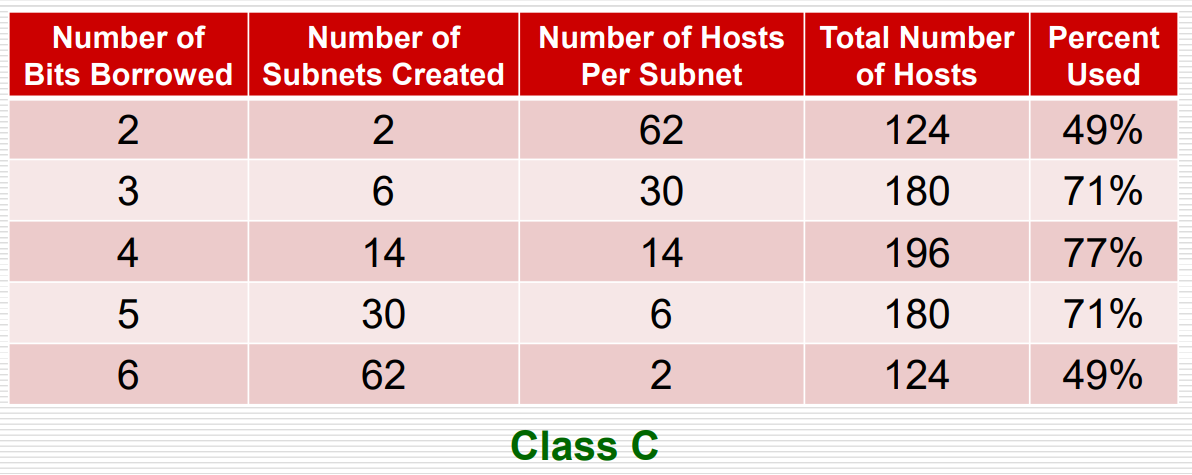 Number of Bits Borrowed Number of Subnets Created Number of Hosts Per Subnet Total Number of Hosts Percent Used
2 2 62 124 49%
3 6 30 180 71%
4 14 14 196 77%
5 30 6 180 71%
6 62 2 124 49%
Class C